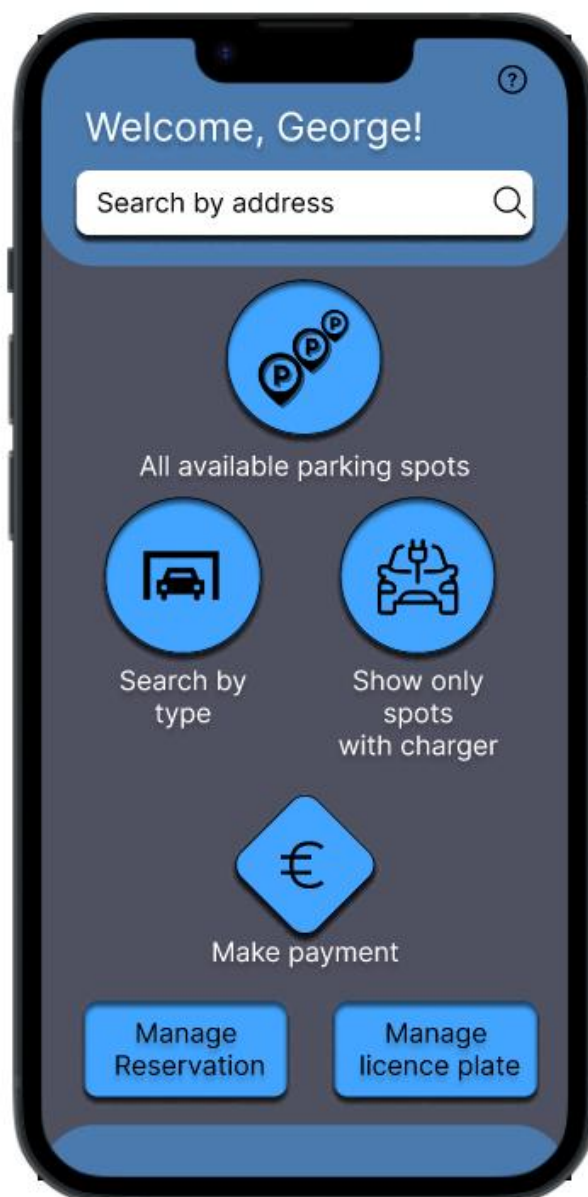 ?
Welcome, George!
Search by address
P P P
All available parking spots
Search by
type
Show only
spots
with charger
€
Make payment
Manage
Reservation
Manage
licence plate